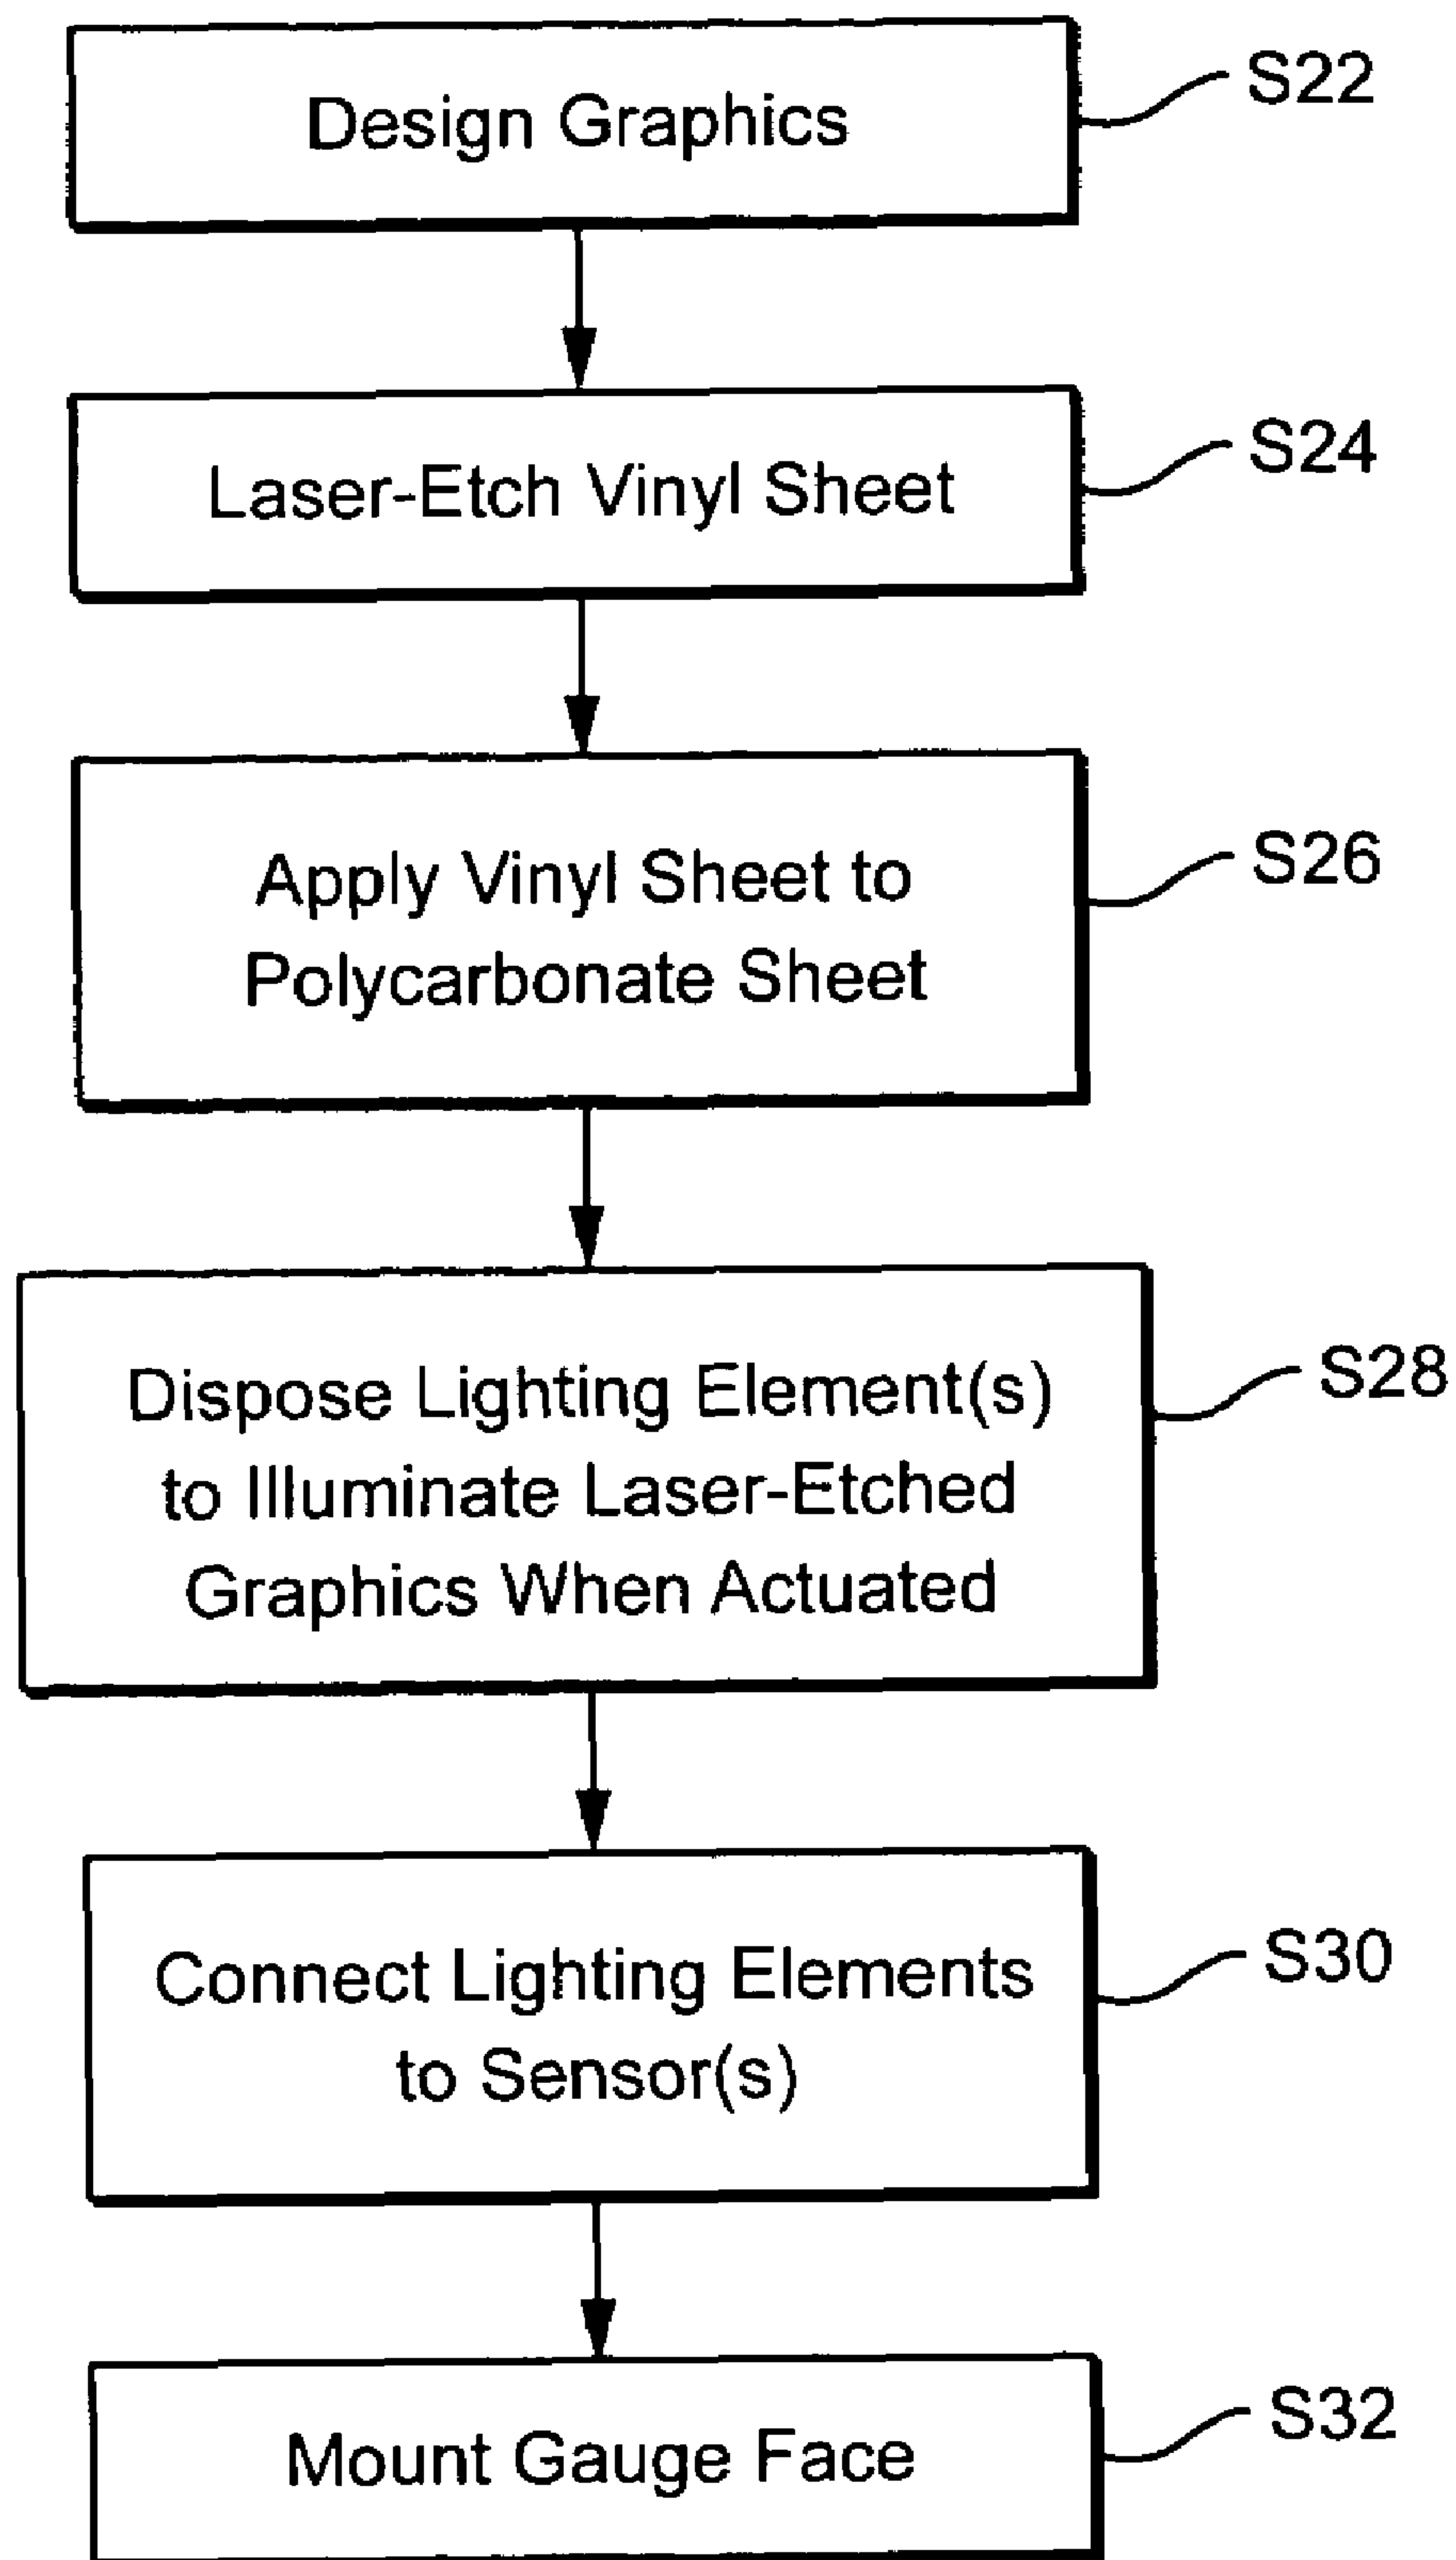 Design Graphics
S22
Laser-Etch Vinyl Sheet
S24
Apply Vinyl Sheet to
Polycarbonate Sheet
S26
Dispose Lighting Element(s)
to Illuminate Laser-Etched
Graphics When Actuated
S28
Connect Lighting Elements
to Sensor(s)
S30
Mount Gauge Face
S32